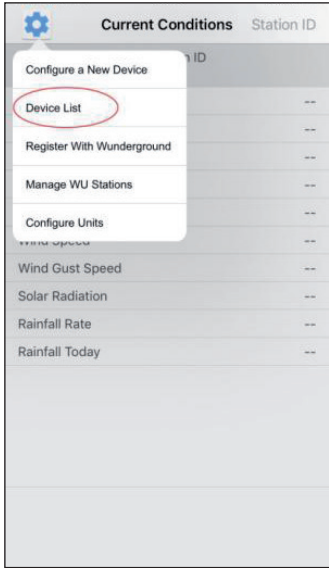 Current Conditions Station ID
n ID
Configure a New Device
Device List
--
--
Register With Wunderground
--
Manage WU Stations
--
--
Configure Units
Wind Speed --
Wind Gust Speed --
Solar Radiation --
Rainfall Rate --
Rainfall Today --